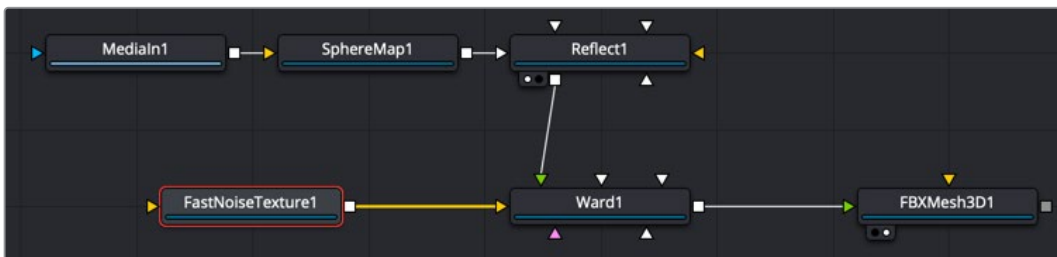 MediaIn1
SphereMap1
Reflect1
FastNoiseTexture1
Ward1
FBXMesh3D1